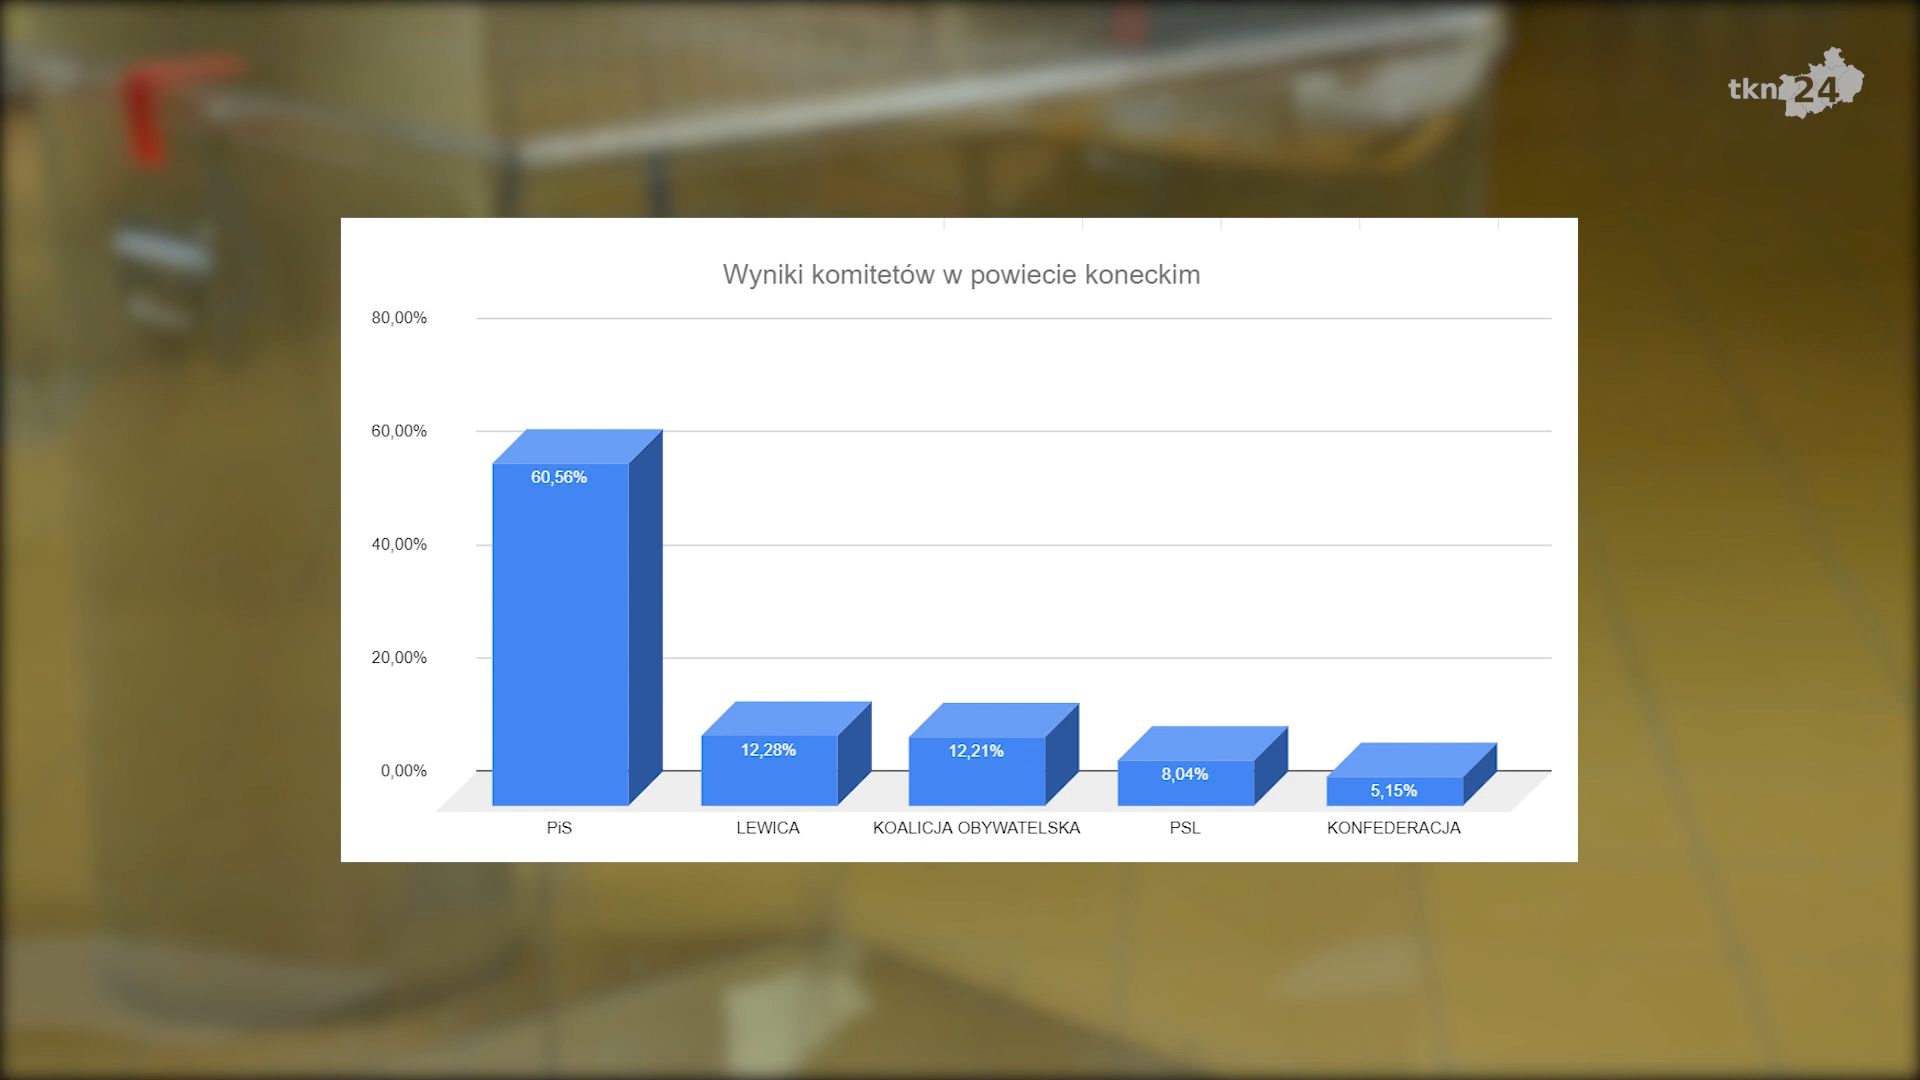 tkn24
Wyniki komitetów w powiecie koneckim
80,00%
60,00%
40,00%
20,00%
0,00%
60,56%
12,28%
12,21%
8,04%
5,15%
PiS
LEWICA
KOALICJA OBYWATELSKA
PSL
KONFEDERACJA